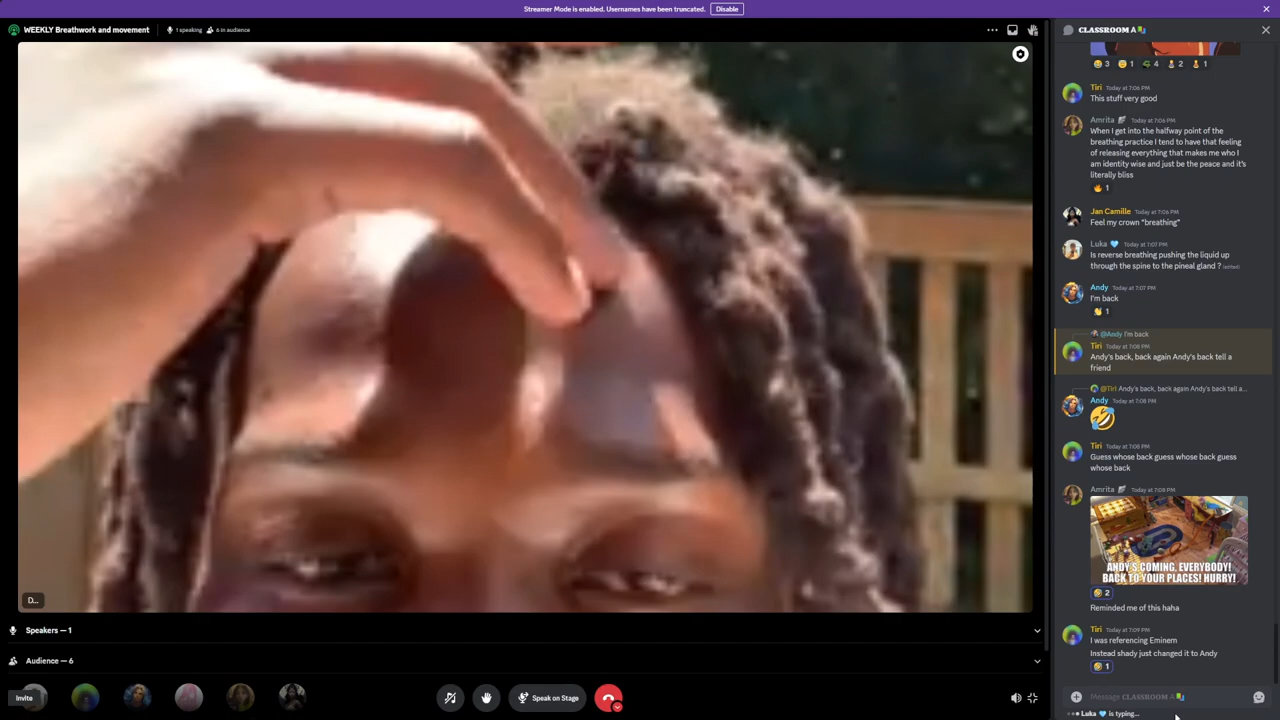 Streamer Mode is enabled. Usernames have been truncated. Disable
WEEKLY Breathwork and movement
1 speaking 6 in audience
D...
Speakers — 1
Audience — 6
Invite
Speak on Stage
CLASSROOM A
3 1 4 2 1
Tiri Today at 7:06 PM
This stuff very good
Amrita Today at 7:06 PM
When I get into the halfway point of the
breathing practice I tend to have that feeling
of releasing everything that makes me who I
am identity wise and just be the peace and it's
literally bliss
1
Jan Camille Today at 7:06 PM
Feel my crown "breathing"
Luka 🩵 Today at 7:07 PM
Is reverse breathing pushing the liquid up
through the spine to the pineal gland ? (edited)
Andy Today at 7:07 PM
I'm back
1
@Andy I'm back
Tiri Today at 7:08 PM
Andy's back, back again Andy's back tell a
friend
@Tiri Andy's back, back again Andy's back tell a...
Andy Today at 7:08 PM
🤣
Tiri Today at 7:08 PM
Guess whose back guess whose back guess
whose back
Amrita Today at 7:08 PM
ANDY'S COMING, EVERYBODY!
BACK TO YOUR PLACES! HURRY!
2
Reminded me of this haha
Tiri Today at 7:09 PM
I was referencing Eminem
Instead shady just changed it to Andy
1
Message CLASSROOM A
Luka 🩵 is typing...